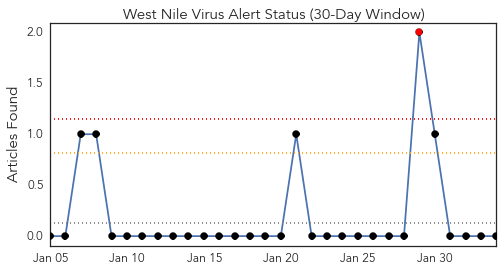 West Nile Virus Alert Status (30-Day Window)
Articles Found
2.0
1.5
1.0
0.5
0.0
Jan 05
Jan 10
Jan 15
Jan 20
Jan 25
Jan 30